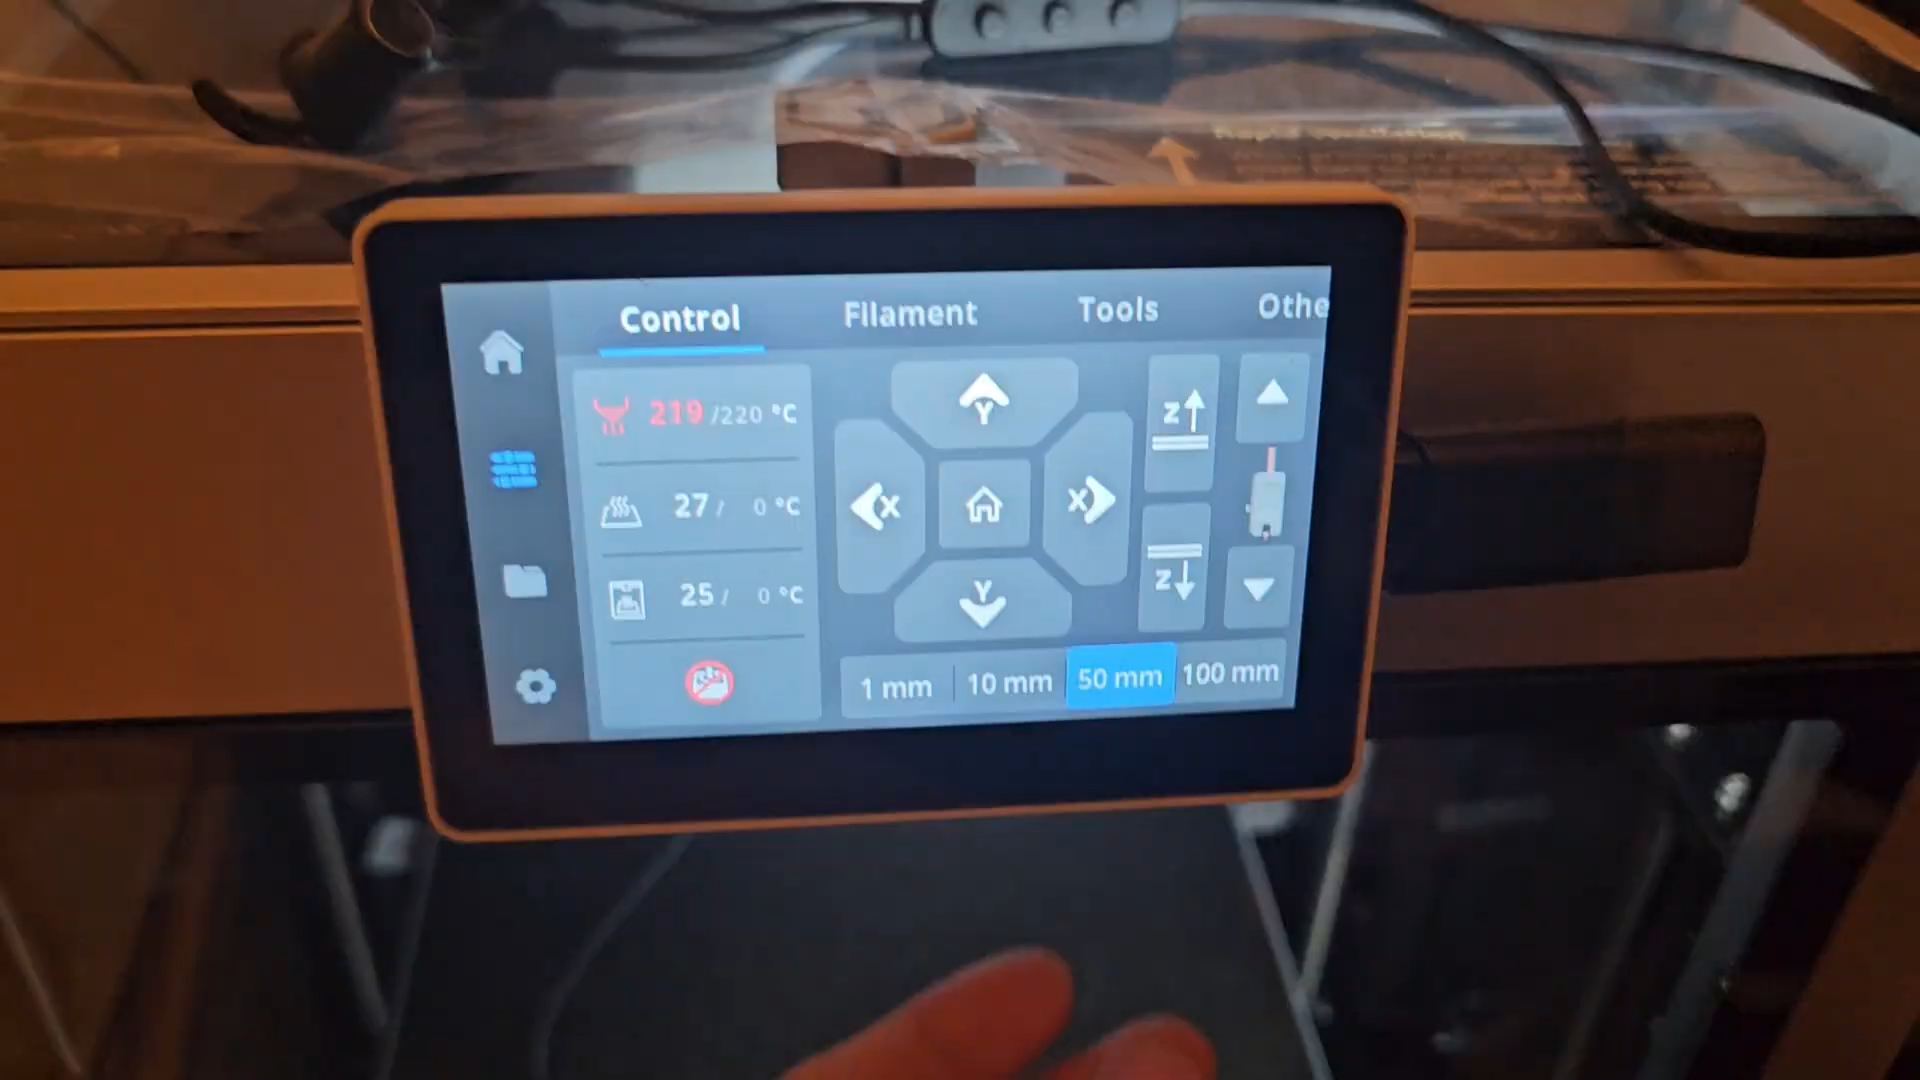 Control Filament Tools Othe
219 /220 °C
27 / 0 °C
25 / 0 °C
Y
X
X
Y
Z
Z
1 mm 10 mm 50 mm 100 mm